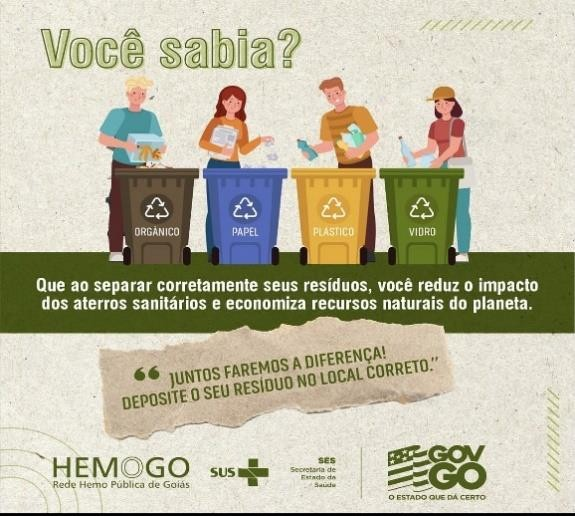 Você sabia?
ORGÂNICO
PAPEL
PLÁSTICO
VIDRO
Que ao separar corretamente seus resíduos, você reduz o impacto
dos aterros sanitários e economiza recursos naturais do planeta.
“ JUNTOS FAREMOS A DIFERENÇA!
DEPOSITE O SEU RESÍDUO NO LOCAL CORRETO.”
HEMOGO
Rede Hemo Pública de Goiás
SUS
SES
Secretaria de
Estado da
Saúde
GOV
GO
O ESTADO QUE DÁ CERTO